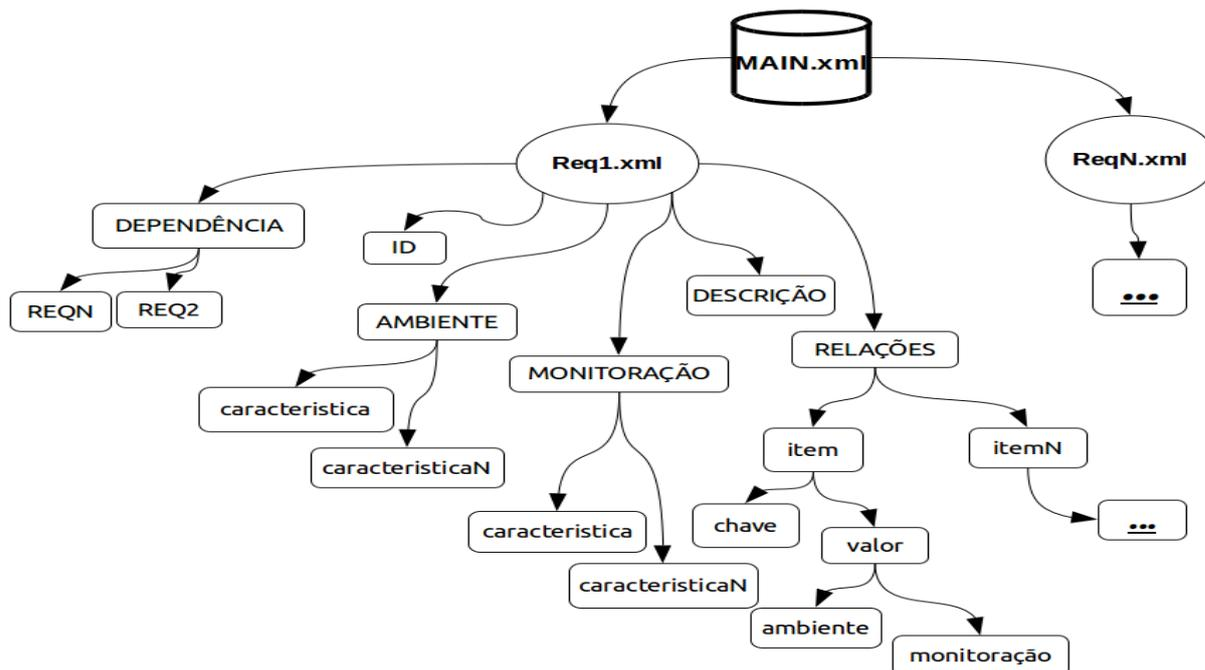 MAIN.xml
Req1.xml
ReqN.xml
DEPENDÊNCIA
ID
REQN
REQ2
AMBIENTE
DESCRIÇÃO
...
MONITORAÇÃO
RELAÇÕES
caracteristica
caracteristicaN
item
itemN
caracteristica
caracteristicaN
chave
valor
...
ambiente
monitoração